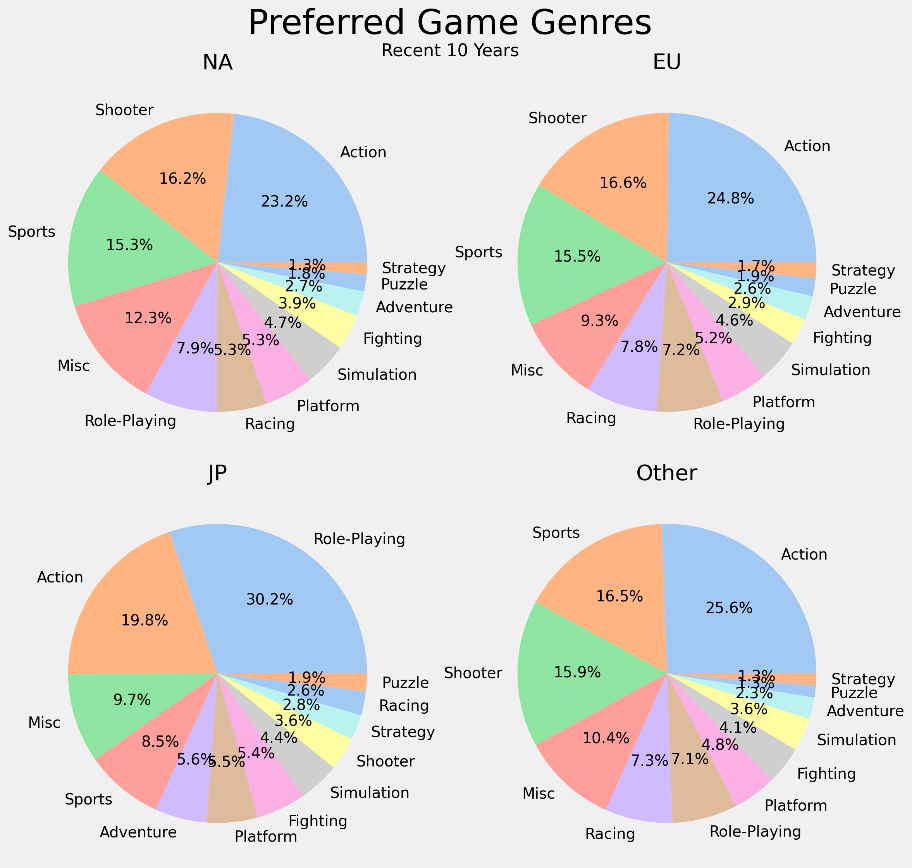 Preferred Game Genres
Recent 10 Years
NA
Action
23.2%
Shooter
16.2%
Sports
15.3%
Misc
12.3%
Role-Playing
7.9%
Racing
5.3%
Platform
5.3%
Simulation
4.7%
Fighting
3.9%
Adventure
2.7%
Puzzle
1.8%
Strategy
1.3%
EU
Action
24.8%
Shooter
16.6%
Sports
15.5%
Misc
9.3%
Racing
7.8%
Role-Playing
7.2%
Platform
5.2%
Simulation
4.6%
Fighting
2.9%
Adventure
2.6%
Puzzle
1.9%
Strategy
1.7%
JP
Role-Playing
30.2%
Action
19.8%
Misc
9.7%
Sports
8.5%
Adventure
5.6%
Platform
5.5%
Fighting
5.4%
Simulation
4.4%
Shooter
3.6%
Strategy
2.8%
Racing
2.6%
Puzzle
1.9%
Other
Action
25.6%
Sports
16.5%
Shooter
15.9%
Misc
10.4%
Racing
7.3%
Role-Playing
7.1%
Platform
4.8%
Fighting
4.1%
Simulation
3.6%
Adventure
2.3%
Puzzle
Strategy
1.3%